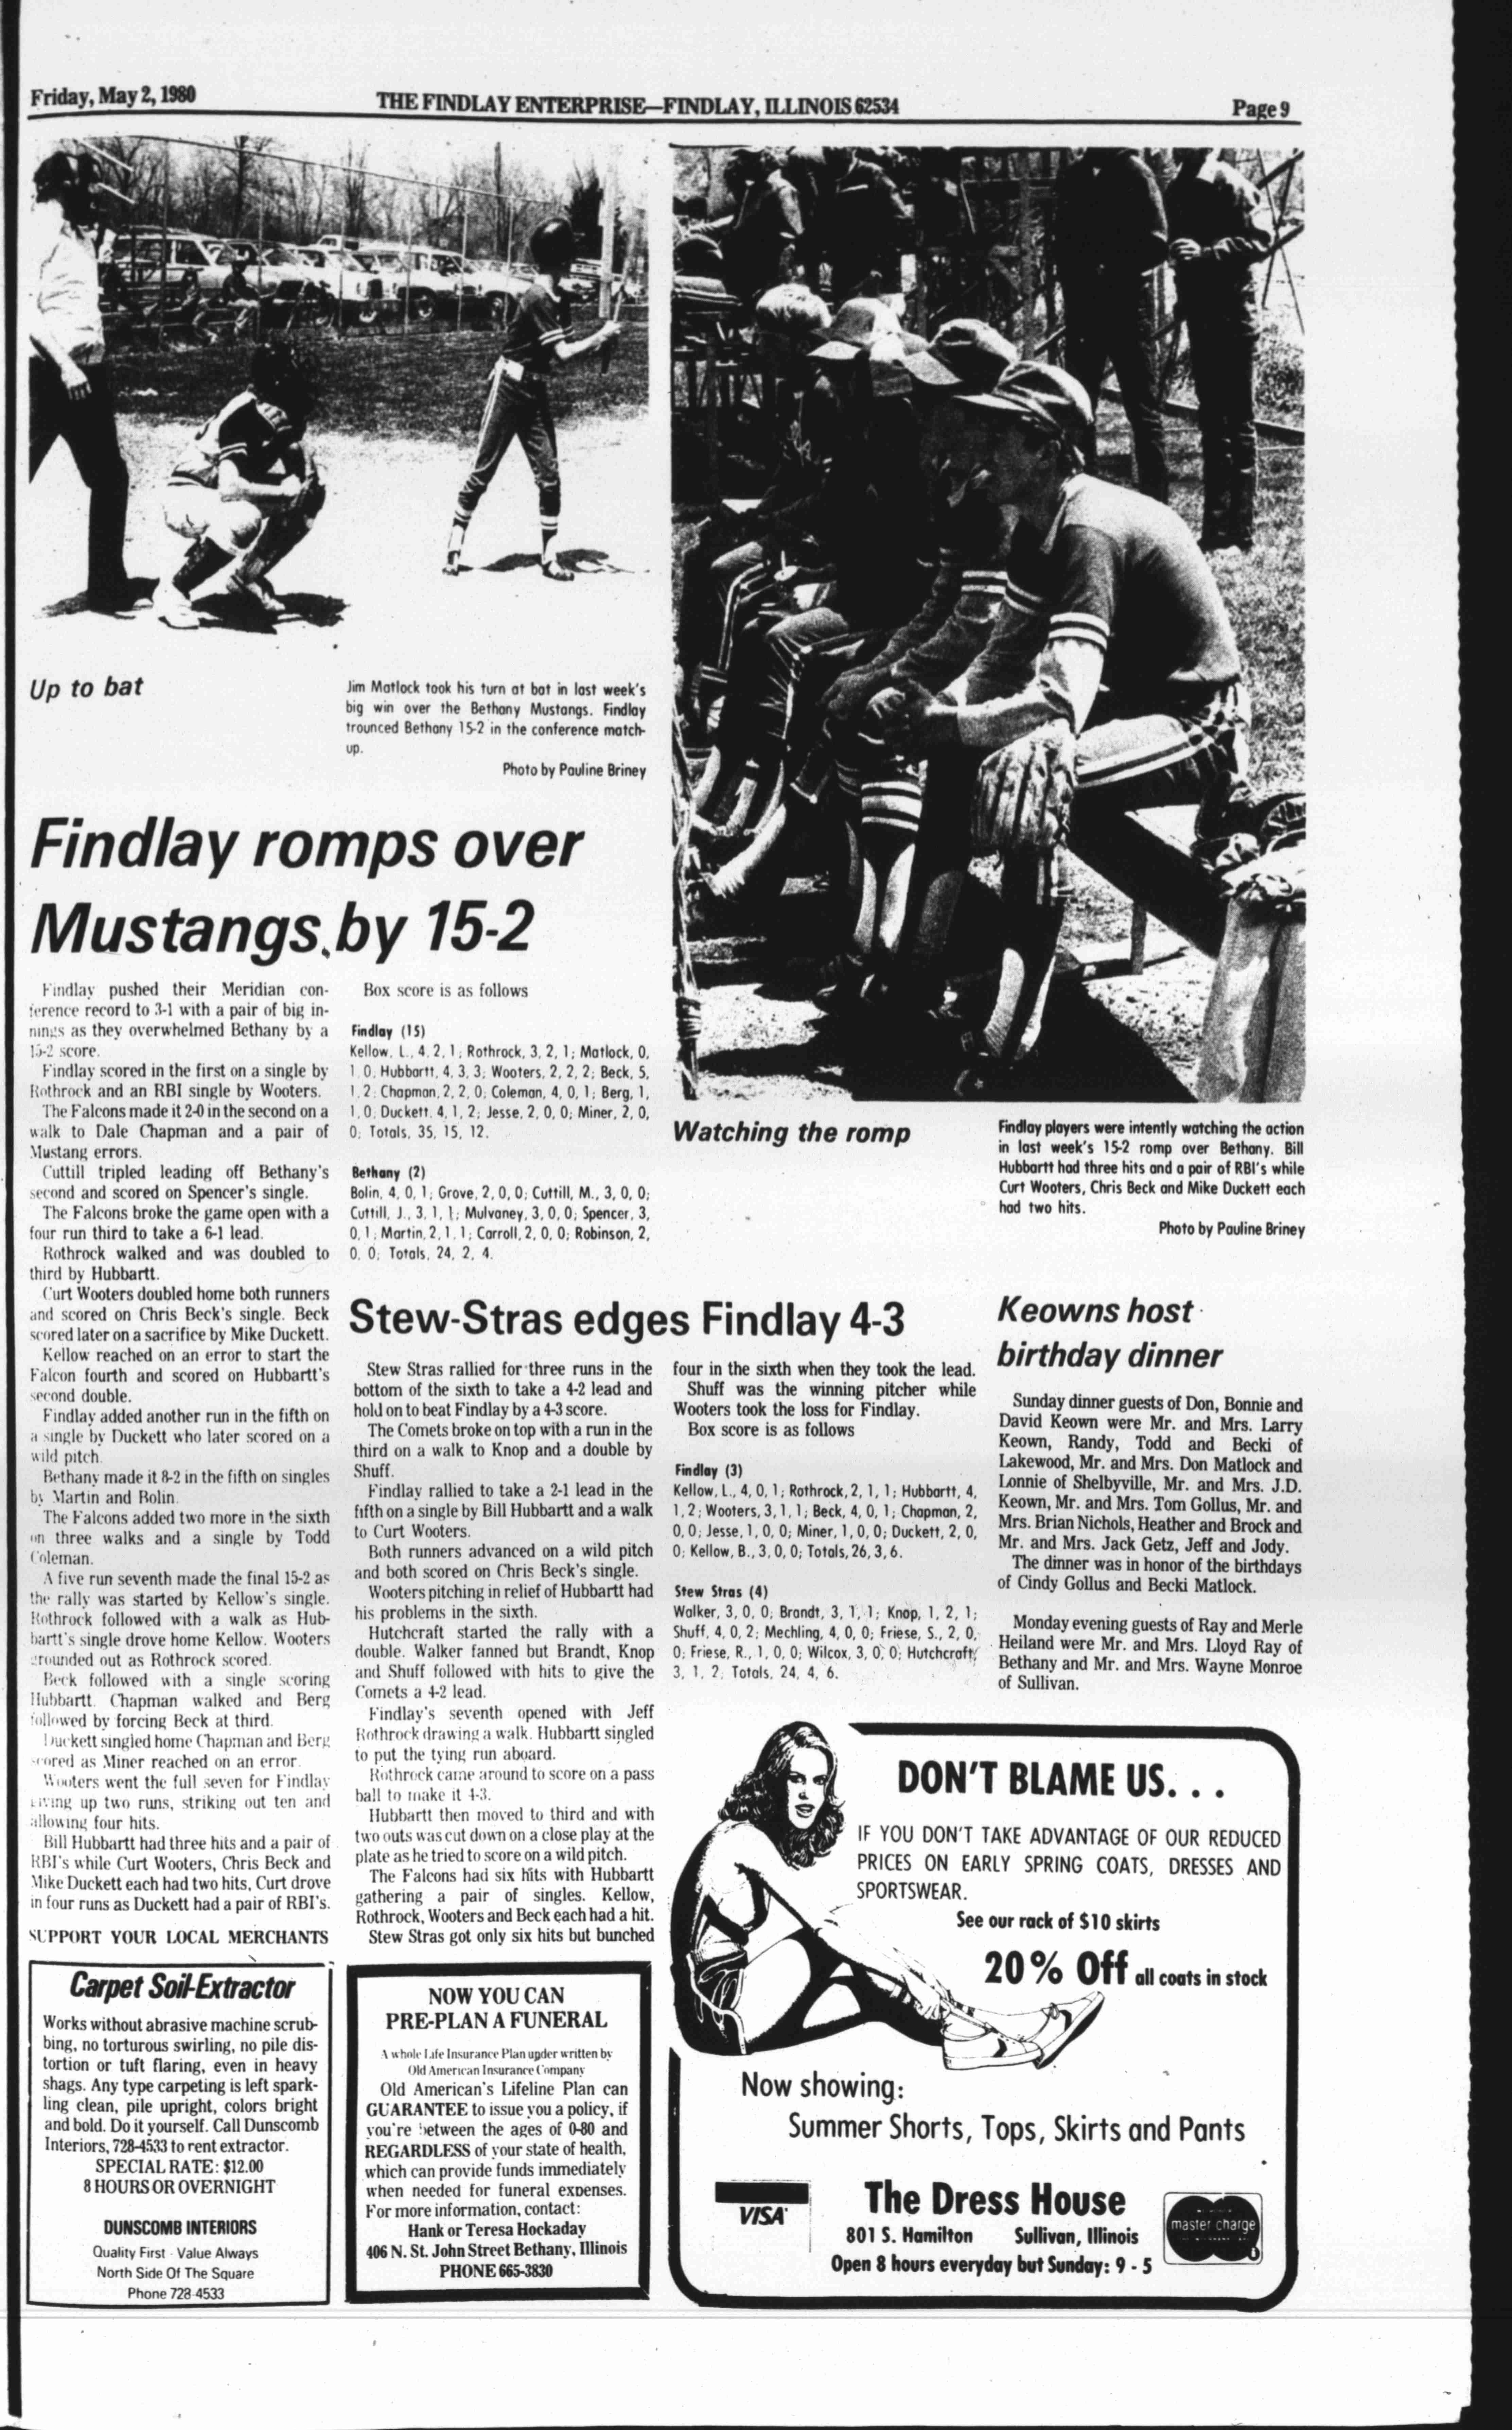 Friday, May 2, 1980
THE FINDLAY ENTERPRISE—FINDLAY, ILLINOIS 62534
Page 9
Up to bat
Jim Matlock took his turn at bat in last week's
big win over the Bethany Mustangs. Findlay
trounced Bethany 15-2 in the conference match-
up.
Photo by Pauline Briney
Findlay romps over
Mustangs by 15-2
Findlay pushed their Meridian con-
ference record to 3-1 with a pair of big in-
nings as they overwhelmed Bethany by a
15-2 score.
Findlay scored in the first on a single by
Rothrock and an RBI single by Wooters.
The Falcons made it 2-0 in the second on a
walk to Dale Chapman and a pair of
Mustang errors.
Cuttill tripled leading off Bethany's
second and scored on Spencer's single.
The Falcons broke the game open with a
four run third to take a 6-1 lead.
Rothrock walked and was doubled to
third by Hubbartt.
Curt Wooters doubled home both runners
and scored on Chris Beck's single. Beck
scored later on a sacrifice by Mike Duckett.
Kellow reached on an error to start the
Falcon fourth and scored on Hubbartt's
second double.
Findlay added another run in the fifth on
a single by Duckett who later scored on a
wild pitch.
Bethany made it 8-2 in the fifth on singles
by Martin and Bolin.
The Falcons added two more in the sixth
on three walks and a single by Todd
Coleman.
A five run seventh made the final 15-2 as
the rally was started by Kellow's single.
Rothrock followed with a walk as Hub-
bartt's single drove home Kellow. Wooters
grounded out as Rothrock scored.
Beck followed with a single scoring
Hubbartt. Chapman walked and Berg
followed by forcing Beck at third.
Duckett singled home Chapman and Berg
scored as Miner reached on an error.
Wooters went the full seven for Findlay
giving up two runs, striking out ten and
allowing four hits.
Bill Hubbartt had three hits and a pair of
RBI's while Curt Wooters, Chris Beck and
Mike Duckett each had two hits, Curt drove
in four runs as Duckett had a pair of RBI's.
SUPPORT YOUR LOCAL MERCHANTS
Box score is as follows
Findlay (15)
Kellow, L., 4, 2, 1; Rothrock, 3, 2, 1; Matlock, 0,
1, 0, Hubbartt, 4, 3, 3; Wooters, 2, 2, 2; Beck, 5,
1, 2; Chapman, 2, 2, 0; Coleman, 4, 0, 1; Berg, 1,
1, 0; Duckett, 4, 1, 2; Jesse, 2, 0, 0; Miner, 2, 0,
0; Totals, 35, 15, 12.
Bethany (2)
Bolin, 4, 0, 1; Grove, 2, 0, 0; Cuttill, M., 3, 0, 0;
Cuttill, J., 3, 1, 1; Mulvaney, 3, 0, 0; Spencer, 3,
0, 1; Martin, 2, 1, 1; Carroll, 2, 0, 0; Robinson, 2,
0, 0; Totals, 24, 2, 4.
Watching the romp
Findlay players were intently watching the action
in last week's 15-2 romp over Bethany. Bill
Hubbartt had three hits and a pair of RBI's while
Curt Wooters, Chris Beck and Mike Duckett each
had two hits.
Photo by Pauline Briney
Stew-Stras edges Findlay 4-3
Stew Stras rallied for three runs in the
bottom of the sixth to take a 4-2 lead and
hold on to beat Findlay by a 4-3 score.
The Comets broke on top with a run in the
third on a walk to Knop and a double by
Shuff.
Findlay rallied to take a 2-1 lead in the
fifth on a single by Bill Hubbartt and a walk
to Curt Wooters.
Both runners advanced on a wild pitch
and both scored on Chris Beck's single.
Wooters pitching in relief of Hubbartt had
his problems in the sixth.
Hutchcraft started the rally with a
double. Walker fanned but Brandt, Knop
and Shuff followed with hits to give the
Comets a 4-2 lead.
Findlay's seventh opened with Jeff
Rothrock drawing a walk. Hubbartt singled
to put the tying run aboard.
Rothrock came around to score on a pass
ball to make it 4-3.
Hubbartt then moved to third and with
two outs was cut down on a close play at the
plate as he tried to score on a wild pitch.
The Falcons had six hits with Hubbartt
gathering a pair of singles. Kellow,
Rothrock, Wooters and Beck each had a hit.
Stew Stras got only six hits but bunched
four in the sixth when they took the lead.
Shuff was the winning pitcher while
Wooters took the loss for Findlay.
Box score is as follows
Findlay (3)
Kellow, L., 4, 0, 1; Rothrock, 2, 1, 1; Hubbartt, 4,
1, 2; Wooters, 3, 1, 1; Beck, 4, 0, 1; Chapman, 2,
0, 0; Jesse, 1, 0, 0; Miner, 1, 0, 0; Duckett, 2, 0,
0; Kellow, B., 3, 0, 0; Totals, 26, 3, 6.
Stew Stras (4)
Walker, 3, 0, 0; Brandt, 3, 1, 1; Knop, 1, 2, 1;
Shuff, 4, 0, 2; Mechling, 4, 0, 0; Friese, S., 2, 0,
0; Friese, R., 1, 0, 0; Wilcox, 3, 0, 0; Hutchcraft,
3, 1, 2; Totals, 24, 4, 6.
Keowns host
birthday dinner
Sunday dinner guests of Don, Bonnie and
David Keown were Mr. and Mrs. Larry
Keown, Randy, Todd and Becki of
Lakewood, Mr. and Mrs. Don Matlock and
Lonnie of Shelbyville, Mr. and Mrs. J.D.
Keown, Mr. and Mrs. Tom Gollus, Mr. and
Mrs. Brian Nichols, Heather and Brock and
Mr. and Mrs. Jack Getz, Jeff and Jody.
The dinner was in honor of the birthdays
of Cindy Gollus and Becki Matlock.
Monday evening guests of Ray and Merle
Heiland were Mr. and Mrs. Lloyd Ray of
Bethany and Mr. and Mrs. Wayne Monroe
of Sullivan.
Carpet Soil-Extractor
Works without abrasive machine scrub-
bing, no torturous swirling, no pile dis-
tortion or tuft flaring, even in heavy
shags. Any type carpeting is left spark-
ling clean, pile upright, colors bright
and bold. Do it yourself. Call Dunscomb
Interiors, 728-4533 to rent extractor.
SPECIAL RATE: $12.00
8 HOURS OR OVERNIGHT
DUNSCOMB INTERIORS
Quality First - Value Always
North Side Of The Square
Phone 728-4533
NOW YOU CAN
PRE-PLAN A FUNERAL
A whole Life Insurance Plan under written by
Old American Insurance Company
Old American's Lifeline Plan can
GUARANTEE to issue you a policy, if
you're between the ages of 0-80 and
REGARDLESS of your state of health,
which can provide funds immediately
when needed for funeral expenses.
For more information, contact:
Hank or Teresa Hockaday
406 N. St. John Street Bethany, Illinois
PHONE 665-3830
DON'T BLAME US. . .
IF YOU DON'T TAKE ADVANTAGE OF OUR REDUCED
PRICES ON EARLY SPRING COATS, DRESSES AND
SPORTSWEAR.
See our rack of $10 skirts
20% Off all coats in stock
Now showing:
Summer Shorts, Tops, Skirts and Pants
VISA
The Dress House
801 S. Hamilton Sullivan, Illinois
Open 8 hours everyday but Sunday: 9 - 5
master charge